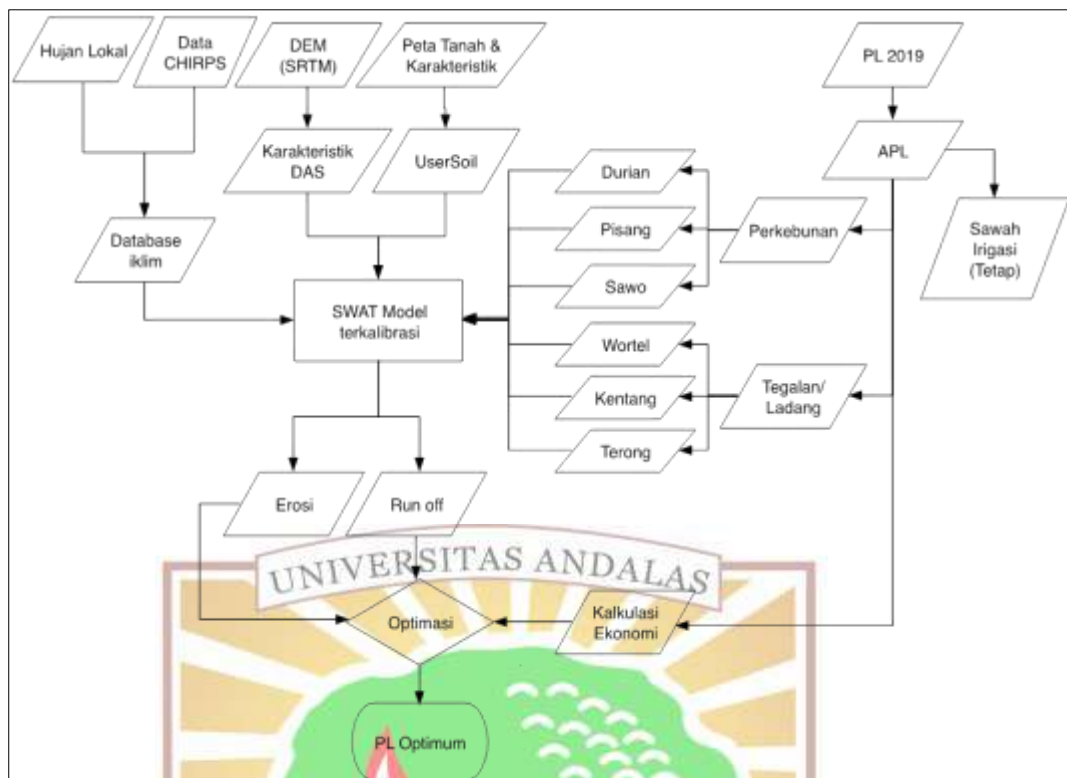 Hujan Lokal
Data
CHIRPS
DEM
(SRTM)
Peta Tanah &
Karakteristik
PL 2019
Karakteristik
DAS
UserSoil
APL
Durian
Database
iklim
Pisang
Perkebunan
Sawah
Irigasi
(Tetap)
Sawo
SWAT Model
terkalibrasi
Wortel
Kentang
Tegalan/
Ladang
Terong
Erosi
Run off
UNIVERSITAS ANDALAS
Optimasi
Kalkulasi
Ekonomi
PL Optimum